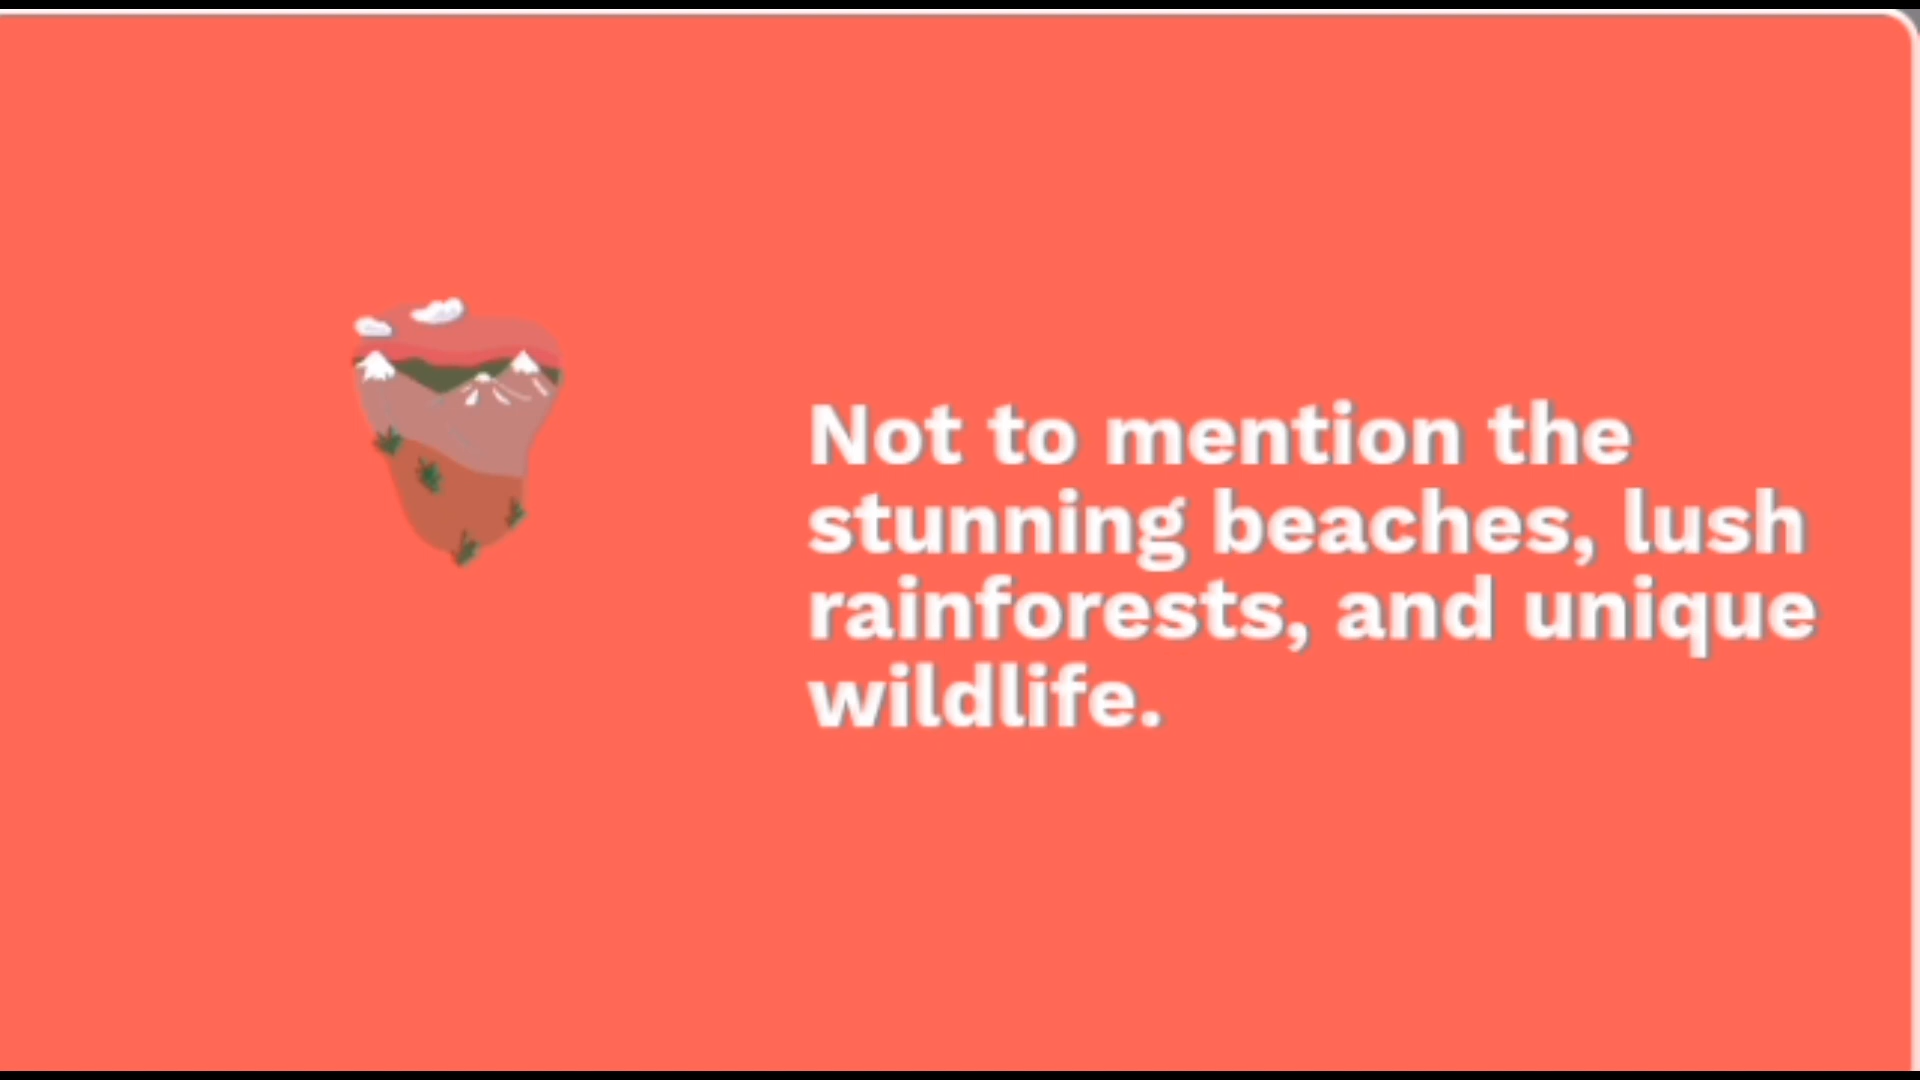 Not to mention the
stunning beaches, lush
rainforests, and unique
wildlife.